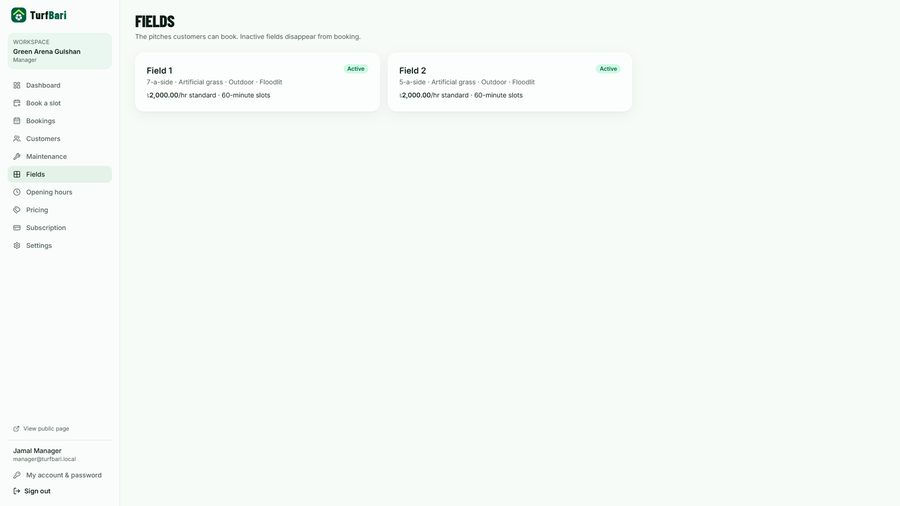 TurfBari
WORKSPACE
Green Arena Gulshan
Manager
Dashboard
Book a slot
Bookings
Customers
Maintenance
Fields
Opening hours
Pricing
Subscription
Settings
View public page
Jamal Manager
manager@turfbari.local
My account & password
Sign out
FIELDS
The pitches customers can book. Inactive fields disappear from booking.
Field 1
Active
7-a-side · Artificial grass · Outdoor · Floodlit
৳2,000.00/hr standard · 60-minute slots
Field 2
Active
5-a-side · Artificial grass · Outdoor · Floodlit
৳2,000.00/hr standard · 60-minute slots